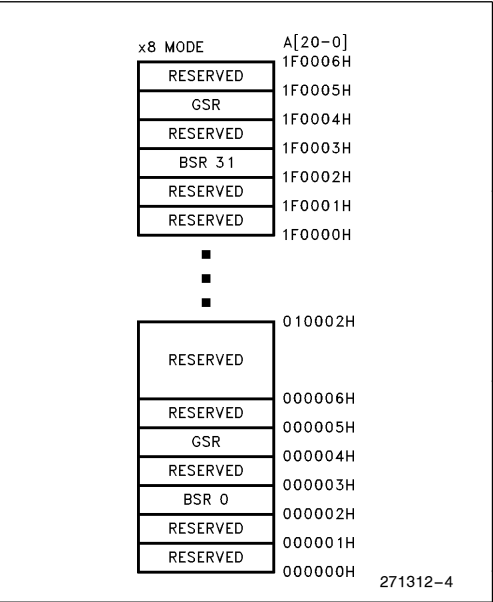 x8 MODE
A[20-0]
1F0006H
RESERVED
1F0005H
GSR
1F0004H
RESERVED
1F0003H
BSR 31
1F0002H
RESERVED
1F0001H
RESERVED
1F0000H
010002H
RESERVED
000006H
RESERVED
000005H
GSR
000004H
RESERVED
000003H
BSR 0
000002H
RESERVED
000001H
RESERVED
000000H
271312-4